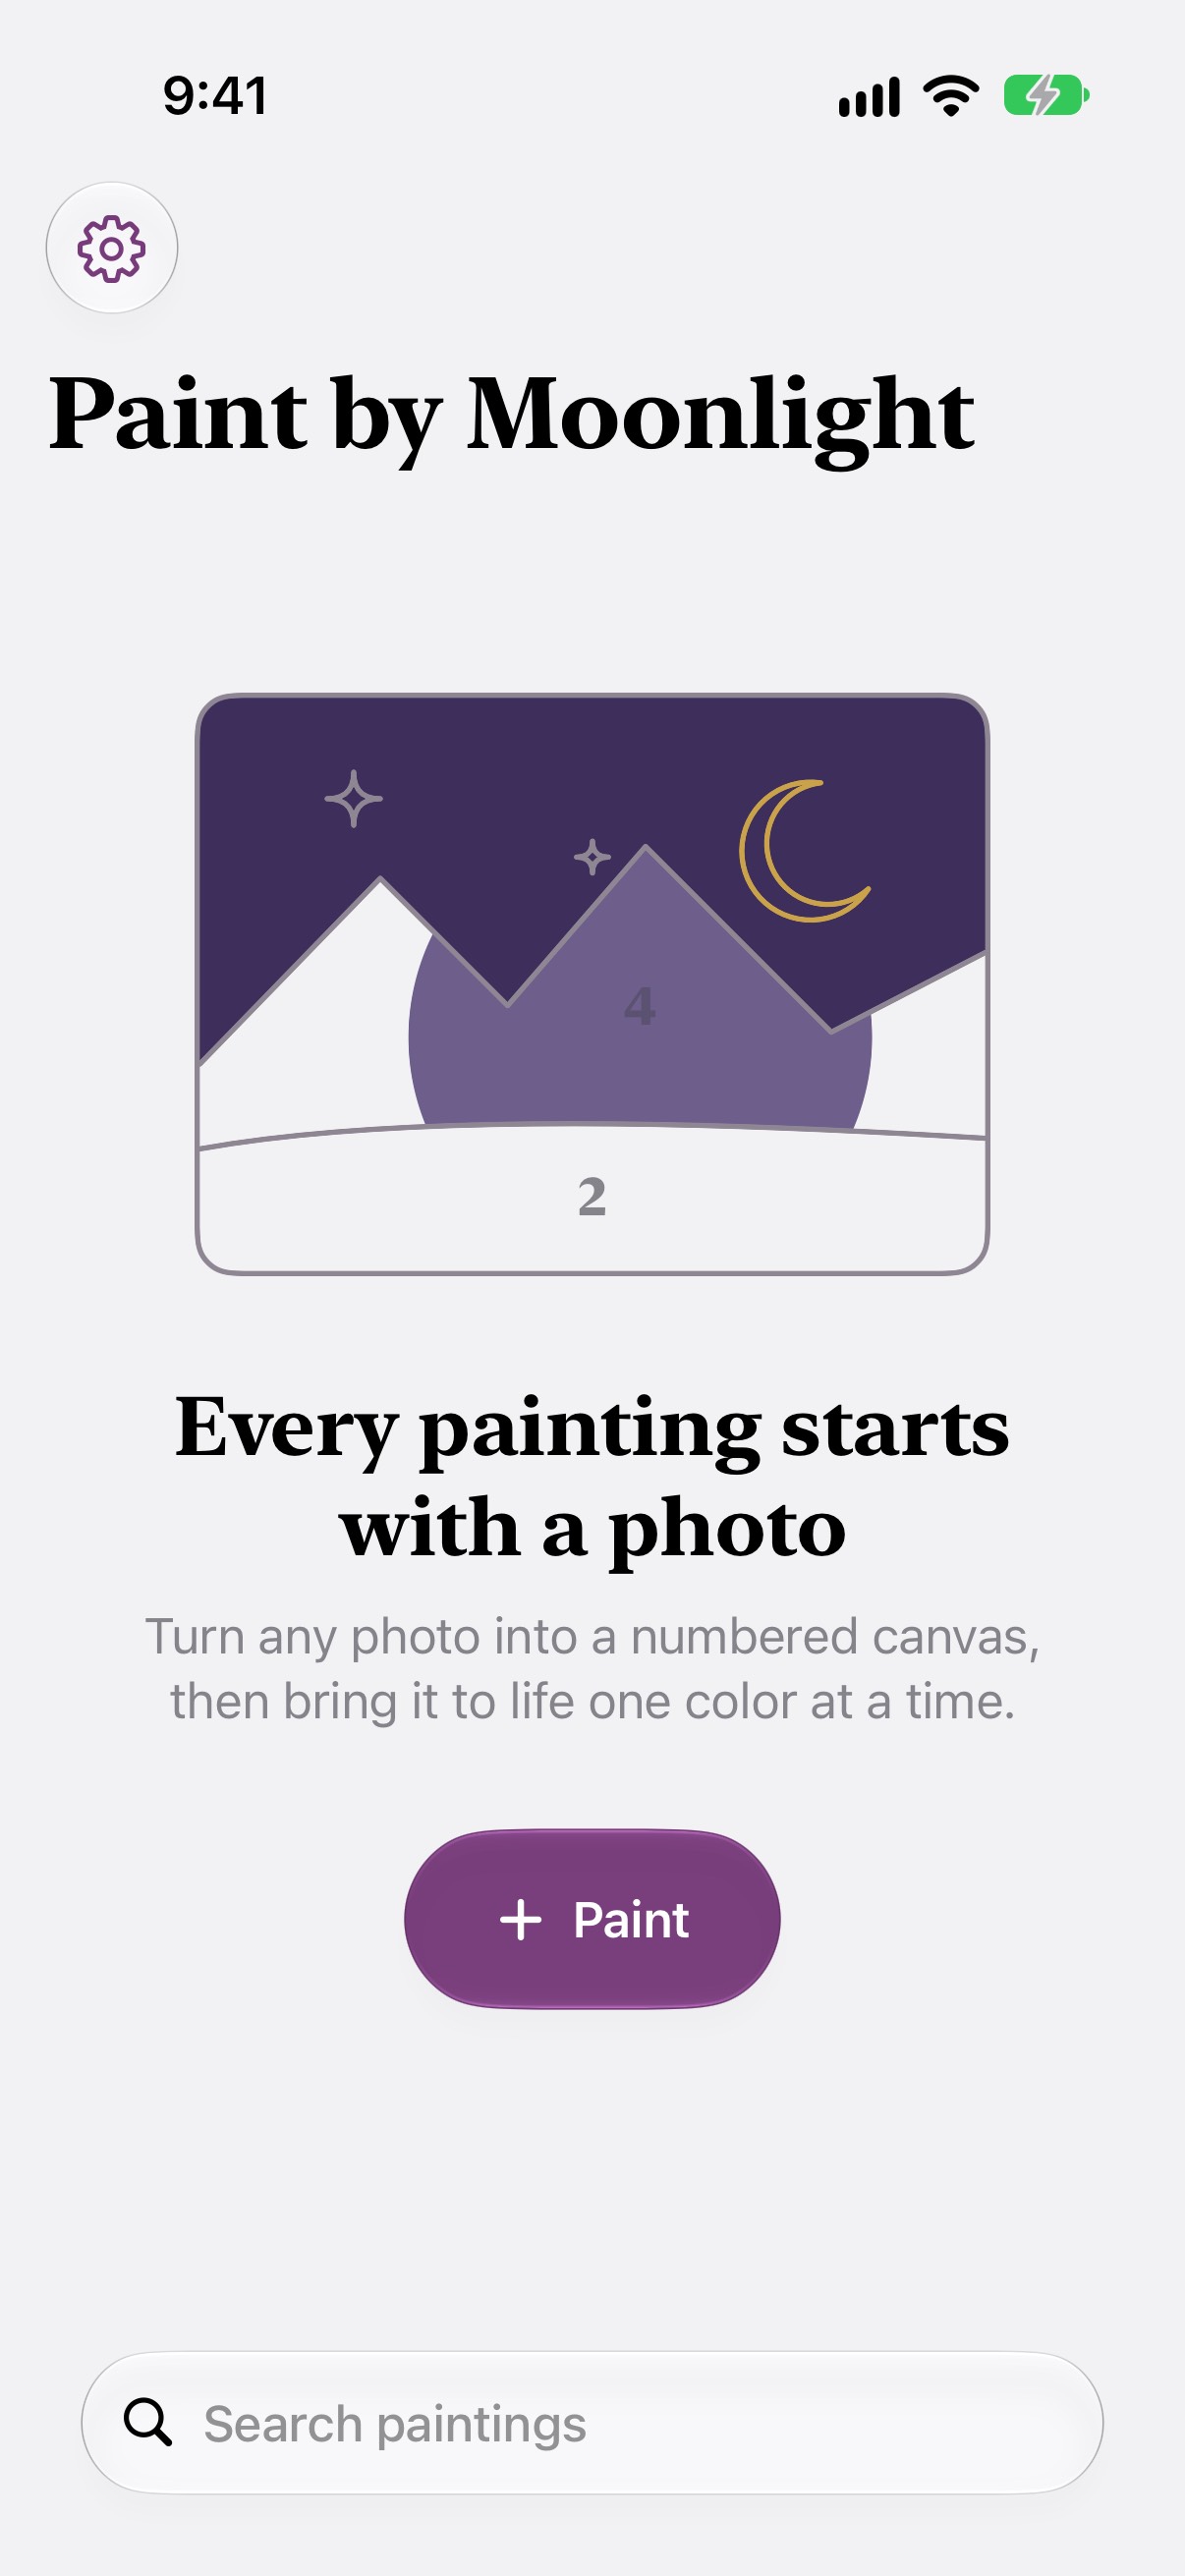 9:41
Paint by Moonlight
4
2
Every painting starts
with a photo
Turn any photo into a numbered canvas,
then bring it to life one color at a time.
+ Paint
Search paintings